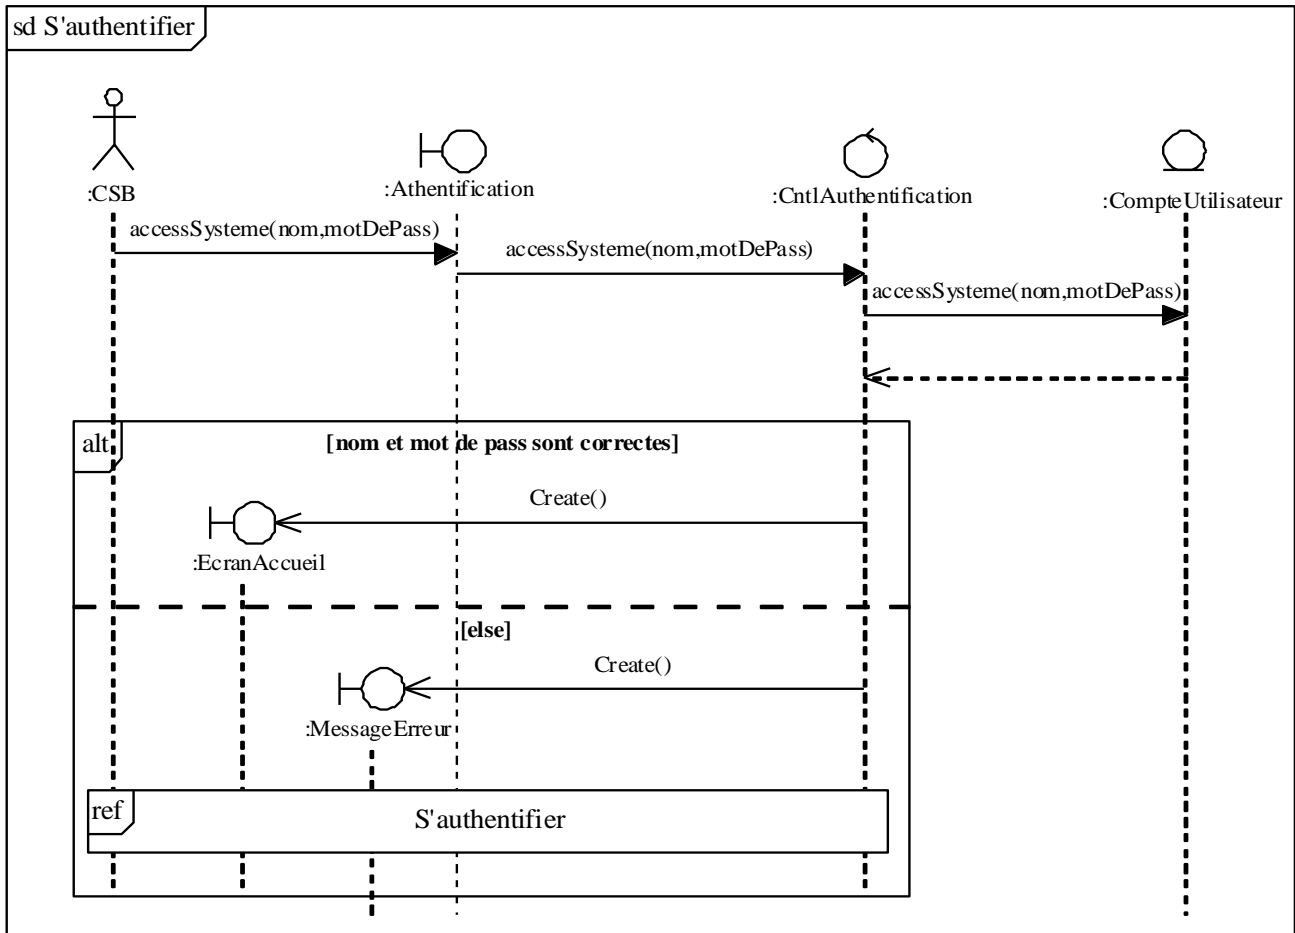 sd S'authentifier
:CSB
:Athentification
:CntlAuthentification
:CompteUtilisateur
accessSysteme(nom,motDePass)
accessSysteme(nom,motDePass)
accessSysteme(nom,motDePass)
alt
[nom et mot de pass sont correctes]
Create()
:EcranAccueil
[else]
Create()
:MessageErreur
ref
S'authentifier